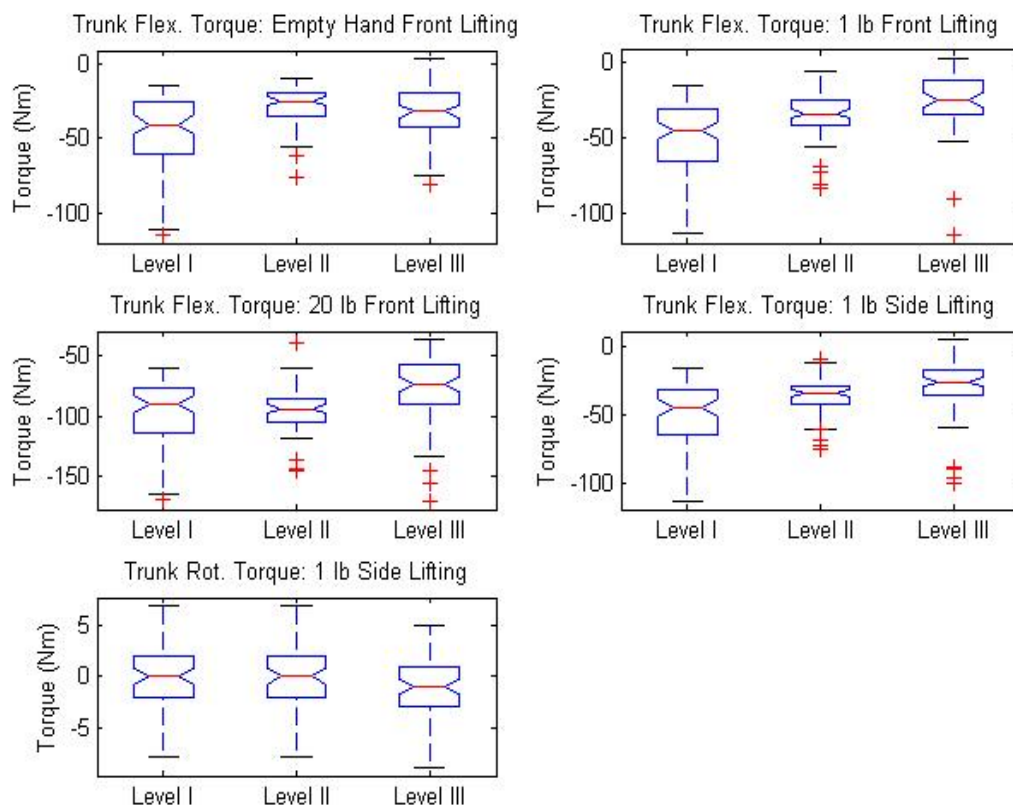 Trunk Flex. Torque: Empty Hand Front Lifting
Torque (Nm)
0
-50
-100
Level I
Level II
Level III
Trunk Flex. Torque: 1 lb Front Lifting
Torque (Nm)
0
-50
-100
Level I
Level II
Level III
Trunk Flex. Torque: 20 lb Front Lifting
Torque (Nm)
-50
-100
-150
Level I
Level II
Level III
Trunk Flex. Torque: 1 lb Side Lifting
Torque (Nm)
0
-50
-100
Level I
Level II
Level III
Trunk Rot. Torque: 1 lb Side Lifting
Torque (Nm)
5
0
-5
Level I
Level II
Level III